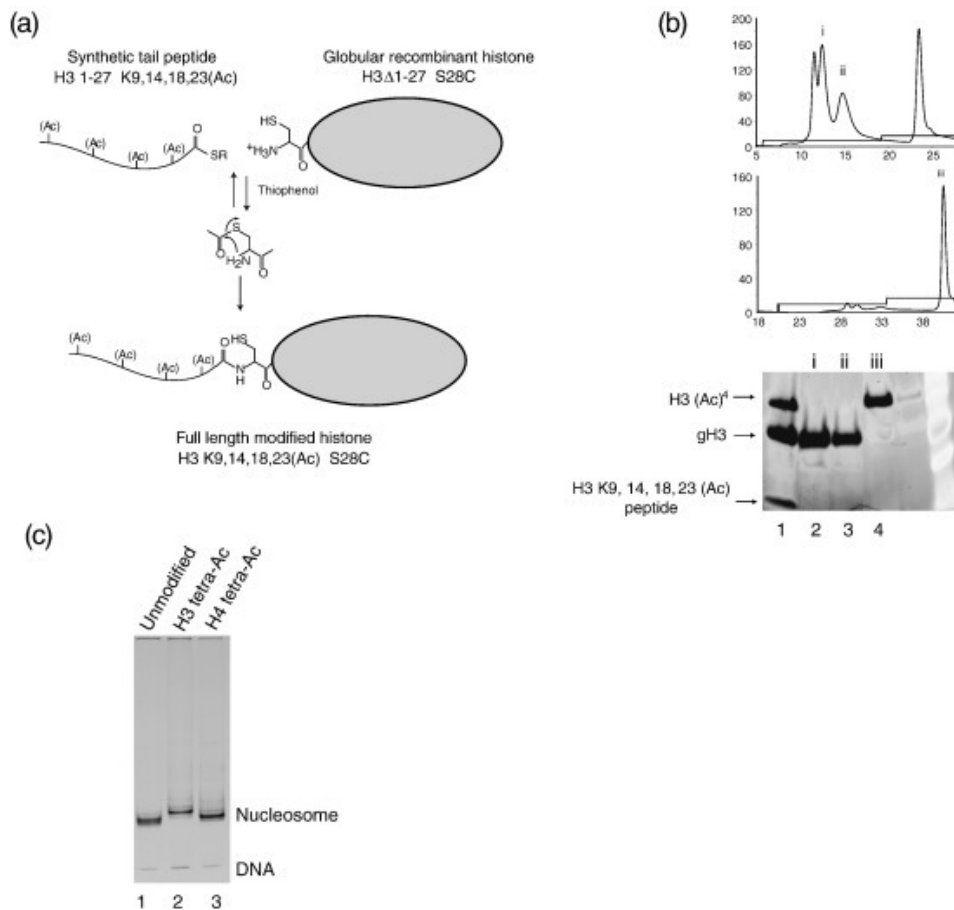 (a)
Synthetic tail peptide
H3 1-27 K9,14,18,23(Ac)
Globular recombinant histone
H3Δ1-27 S28C
(Ac)
(Ac)
(Ac)
(Ac)
O
SR
HS
+H3N
O
Thiophenol
S
O
H2N
O
(Ac)
(Ac)
(Ac)
(Ac)
O
HS
N
H
O
Full length modified histone
H3 K9,14,18,23(Ac) S28C
(b)
200
160
120
80
40
0
5 10 15 20 25
i
ii
160
120
80
40
0
18 23 28 33 38
iii
i ii iii
H3 (Ac)4
gH3
H3 K9, 14, 18, 23 (Ac)
peptide
1 2 3 4
(c)
Unmodified
H3 tetra-Ac
H4 tetra-Ac
Nucleosome
DNA
1 2 3